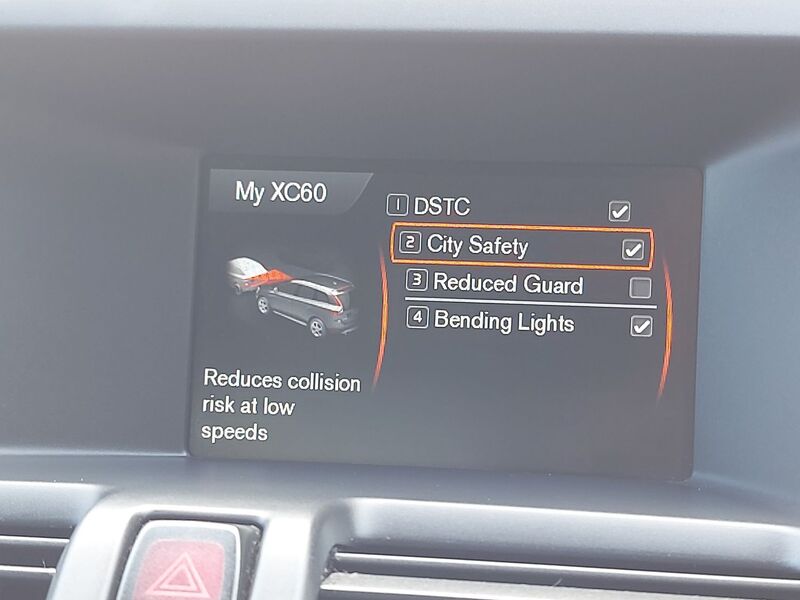 My XC60
1 DSTC
2 City Safety
3 Reduced Guard
4 Bending Lights
Reduces collision
risk at low
speeds